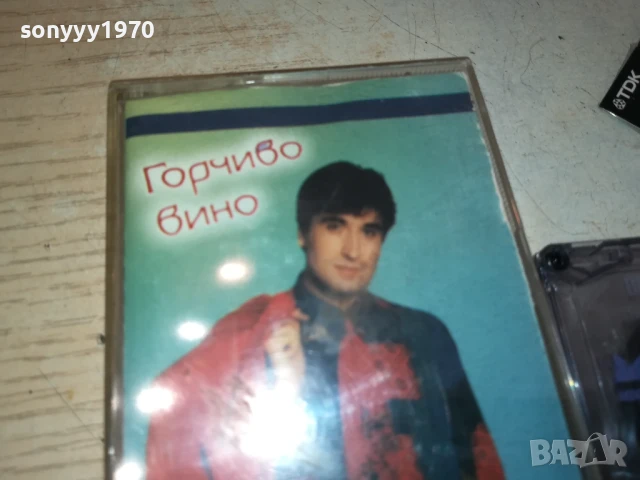 sonyyy1970
TDK
Горчиво
вино
BAZAR